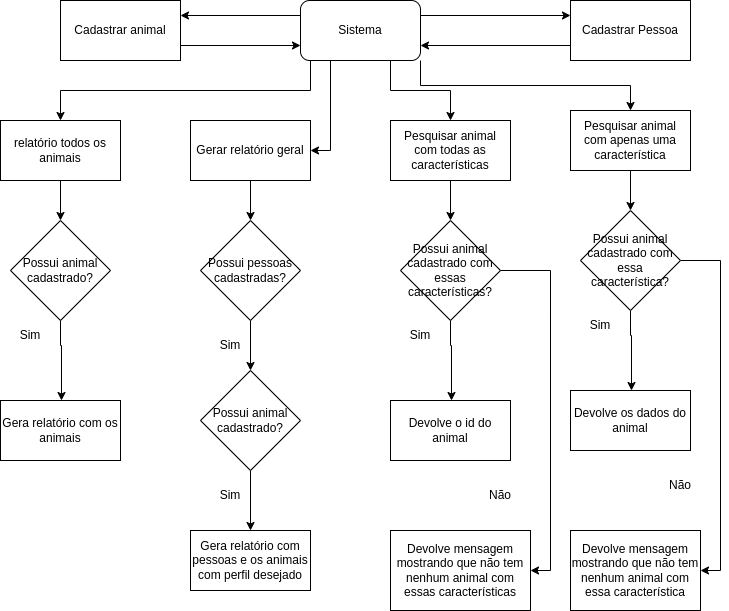 Cadastrar animal
Sistema
Cadastrar Pessoa
relatório todos os
animais
Gerar relatório geral
Pesquisar animal
com todas as
características
Pesquisar animal
com apenas uma
característica
Possui animal
cadastrado?
Possui pessoas
cadastradas?
Possui animal
cadastrado com
essas
características?
Possui animal
cadastrado com
essa
característica?
Sim
Sim
Sim
Sim
Gera relatório com os
animais
Possui animal
cadastrado?
Devolve o id do
animal
Devolve os dados do
animal
Sim
Não
Não
Gera relatório com
pessoas e os animais
com perfil desejado
Devolve mensagem
mostrando que não tem
nenhum animal com
essas características
Devolve mensagem
mostrando que não tem
nenhum animal com
essa característica